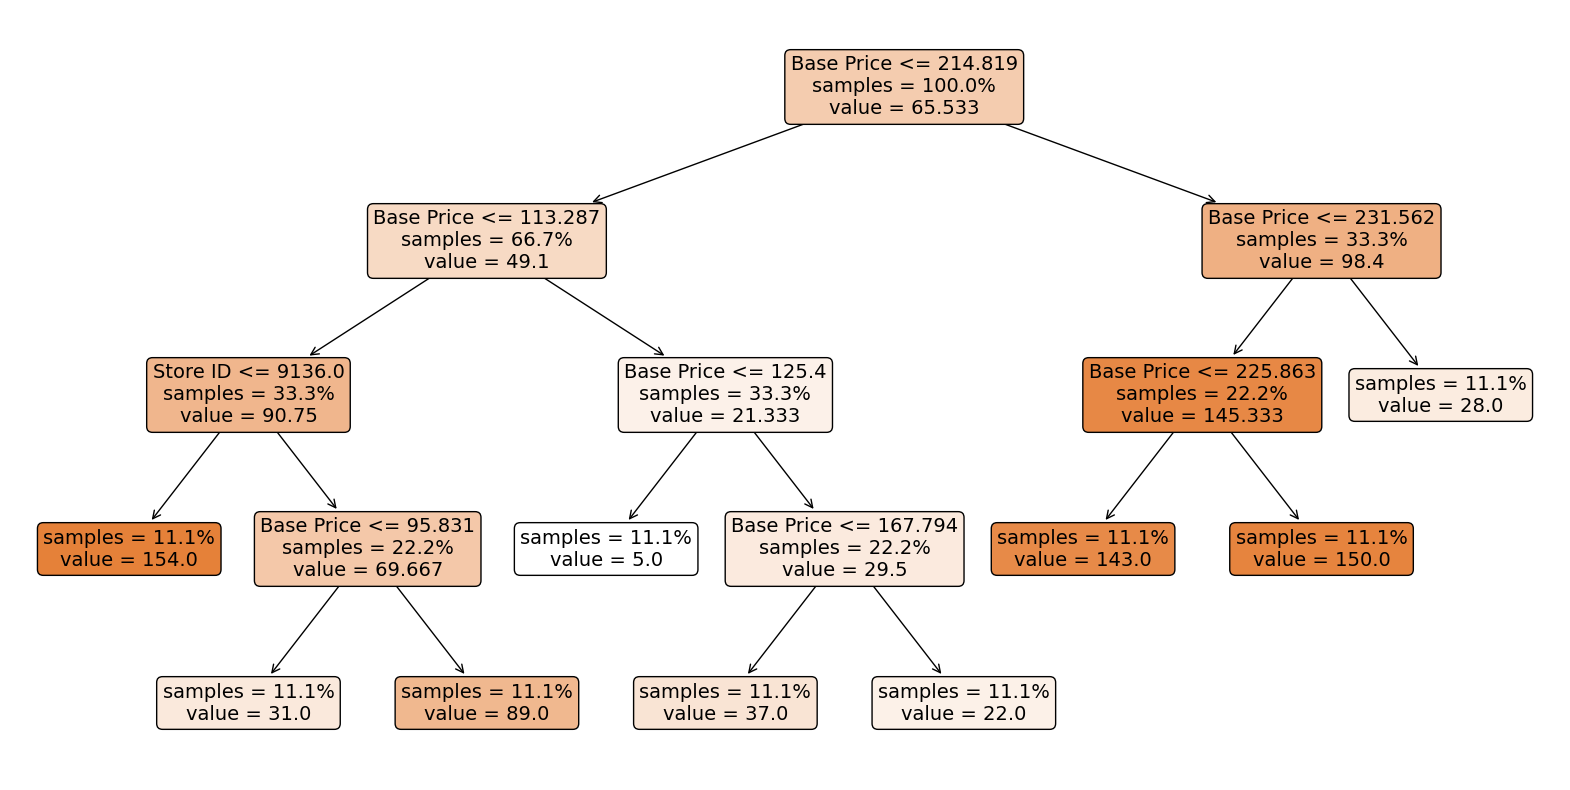 Base Price <= 214.819
samples = 100.0%
value = 65.533
Base Price <= 113.287
samples = 66.7%
value = 49.1
Base Price <= 231.562
samples = 33.3%
value = 98.4
Store ID <= 9136.0
samples = 33.3%
value = 90.75
Base Price <= 125.4
samples = 33.3%
value = 21.333
Base Price <= 225.863
samples = 22.2%
value = 145.333
samples = 11.1%
value = 28.0
samples = 11.1%
value = 154.0
Base Price <= 95.831
samples = 22.2%
value = 69.667
samples = 11.1%
value = 5.0
Base Price <= 167.794
samples = 22.2%
value = 29.5
samples = 11.1%
value = 143.0
samples = 11.1%
value = 150.0
samples = 11.1%
value = 31.0
samples = 11.1%
value = 89.0
samples = 11.1%
value = 37.0
samples = 11.1%
value = 22.0